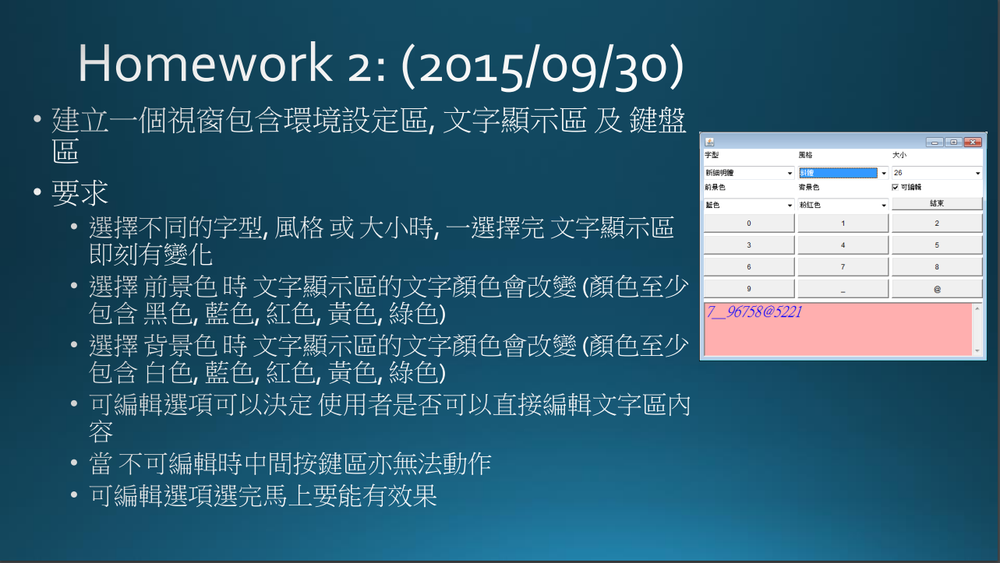 Homework 2: (2015/09/30)
• 建立一個視窗包含環境設定區, 文字顯示區 及 鍵盤
區
• 要求
• 選擇不同的字型, 風格 或 大小時, 一選擇完 文字顯示區
即刻有變化
• 選擇 前景色 時 文字顯示區的文字顏色會改變 (顏色至少
包含 黑色, 藍色, 紅色, 黃色, 綠色)
• 選擇 背景色 時 文字顯示區的文字顏色會改變 (顏色至少
包含 白色, 藍色, 紅色, 黃色, 綠色)
• 可編輯選項可以決定 使用者是否可以直接編輯文字區內
容
• 當 不可編輯時中間按鍵區亦無法動作
• 可編輯選項選完馬上要能有效果
字型 風格 大小
新細明體 斜體 26
前景色 背景色 可編輯
藍色 粉紅色 結束
0 1 2
3 4 5
6 7 8
9 _ @
7__96758@5221